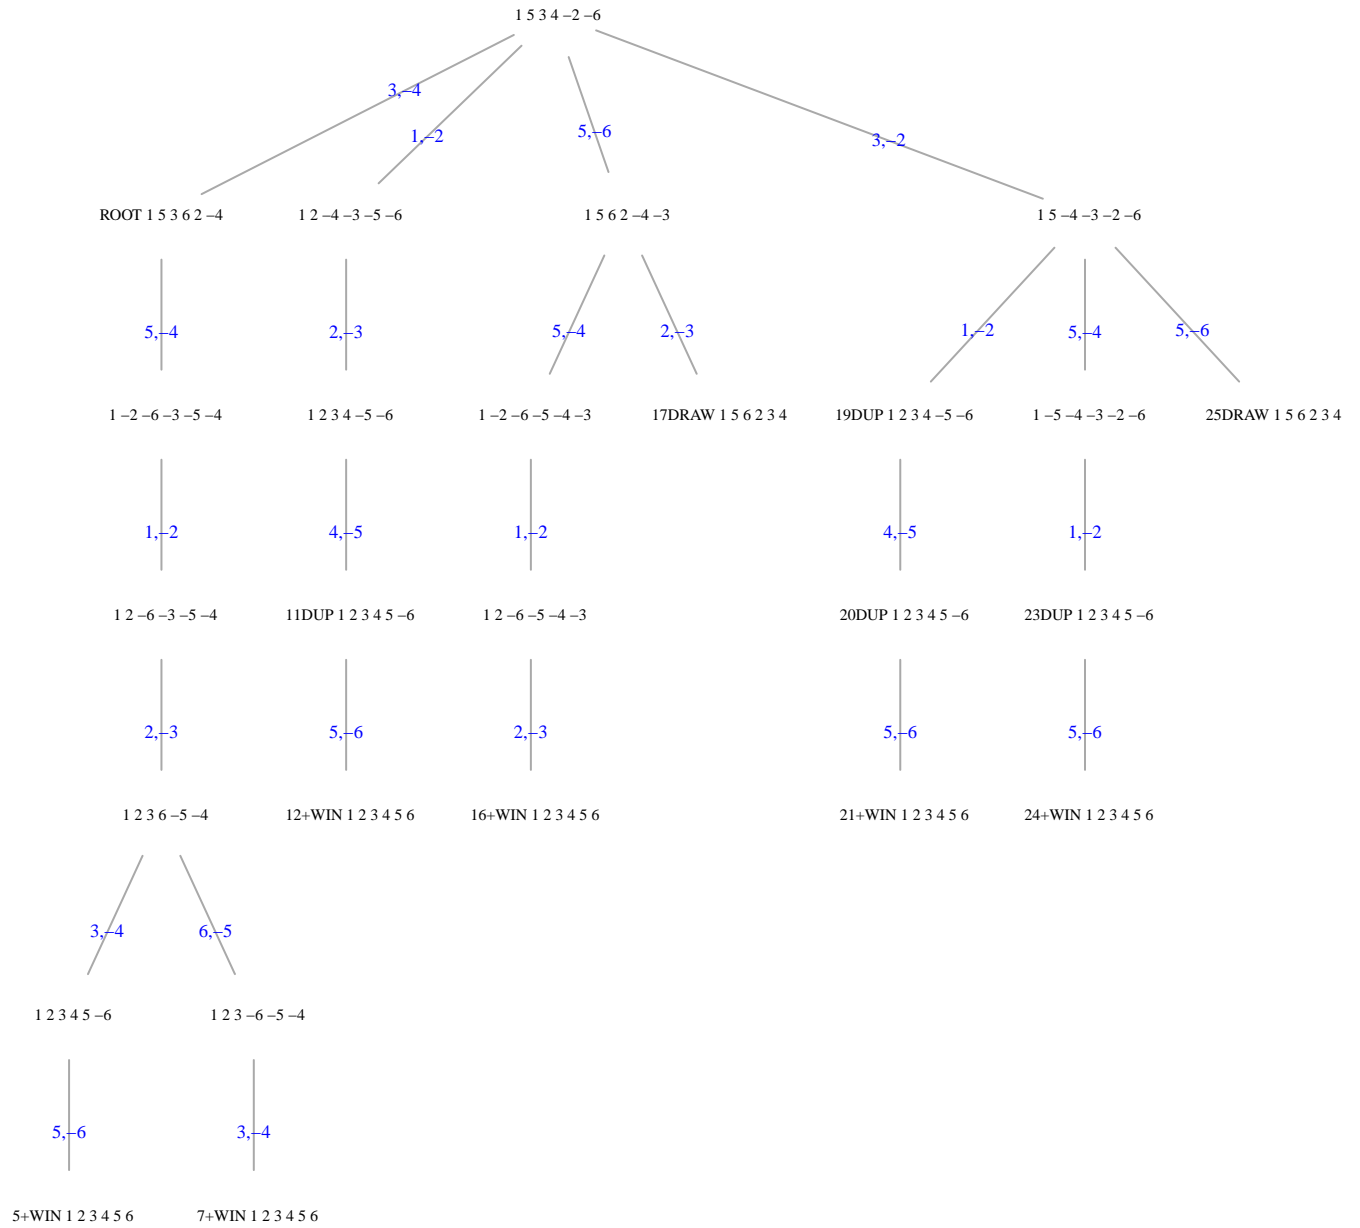 1 5 3 4 −2 −6
3,−4
1,−2
5,−6
3,−2
ROOT 1 5 3 6 2 −4
1 2 −4 −3 −5 −6
1 5 6 2 −4 −3
1 5 −4 −3 −2 −6
5,−4
2,−3
5,−4
2,−3
1,−2
5,−4
5,−6
1 −2 −6 −3 −5 −4
1 2 3 4 −5 −6
1 −2 −6 −5 −4 −3
17DRAW 1 5 6 2 3 4
19DUP 1 2 3 4 −5 −6
1 −5 −4 −3 −2 −6
25DRAW 1 5 6 2 3 4
1,−2
4,−5
1,−2
4,−5
1,−2
1 2 −6 −3 −5 −4
11DUP 1 2 3 4 5 −6
1 2 −6 −5 −4 −3
20DUP 1 2 3 4 5 −6
23DUP 1 2 3 4 5 −6
2,−3
5,−6
2,−3
5,−6
5,−6
1 2 3 6 −5 −4
12+WIN 1 2 3 4 5 6
16+WIN 1 2 3 4 5 6
21+WIN 1 2 3 4 5 6
24+WIN 1 2 3 4 5 6
3,−4
6,−5
1 2 3 4 5 −6
1 2 3 −6 −5 −4
5,−6
3,−4
5+WIN 1 2 3 4 5 6
7+WIN 1 2 3 4 5 6